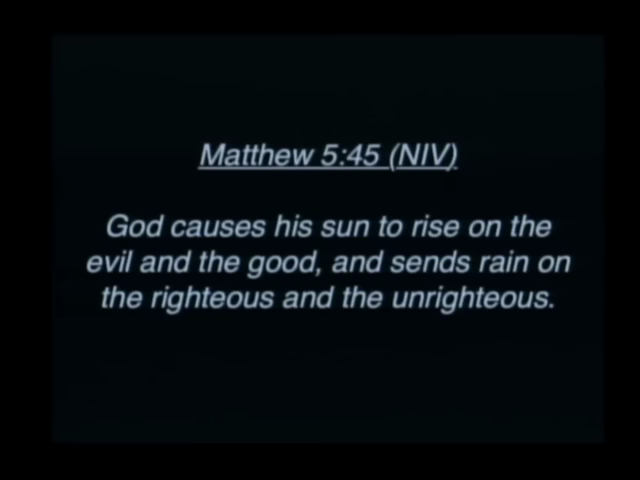 Matthew 5:45 (NIV)
God causes his sun to rise on the
evil and the good, and sends rain on
the righteous and the unrighteous.